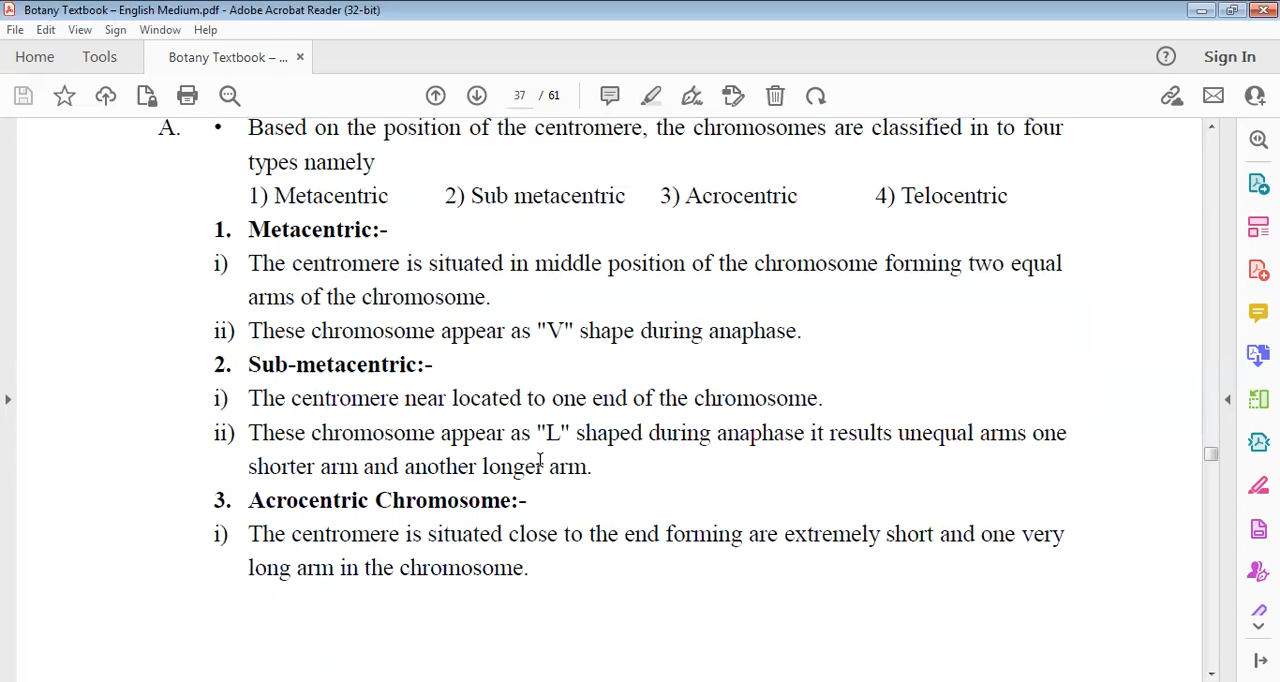 Botany Textbook – English Medium.pdf - Adobe Acrobat Reader (32-bit)
File Edit View Sign Window Help
Home Tools Botany Textbook – ... × Sign In
37 / 61
A. • Based on the position of the centromere, the chromosomes are classified in to four
types namely
1) Metacentric 2) Sub metacentric 3) Acrocentric 4) Telocentric
1. Metacentric:-
i) The centromere is situated in middle position of the chromosome forming two equal
arms of the chromosome.
ii) These chromosome appear as "V" shape during anaphase.
2. Sub-metacentric:-
i) The centromere near located to one end of the chromosome.
ii) These chromosome appear as "L" shaped during anaphase it results unequal arms one
shorter arm and another longer arm.
3. Acrocentric Chromosome:-
i) The centromere is situated close to the end forming are extremely short and one very
long arm in the chromosome.